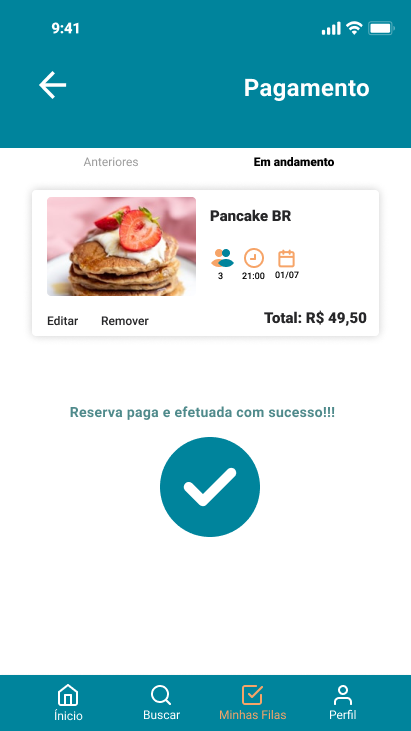 9:41
Pagamento
Anteriores
Em andamento
Pancake BR
3
21:00
01/07
Editar
Remover
Total: R$ 49,50
Reserva paga e efetuada com sucesso!!!
Ínicio
Buscar
Minhas Filas
Perfil